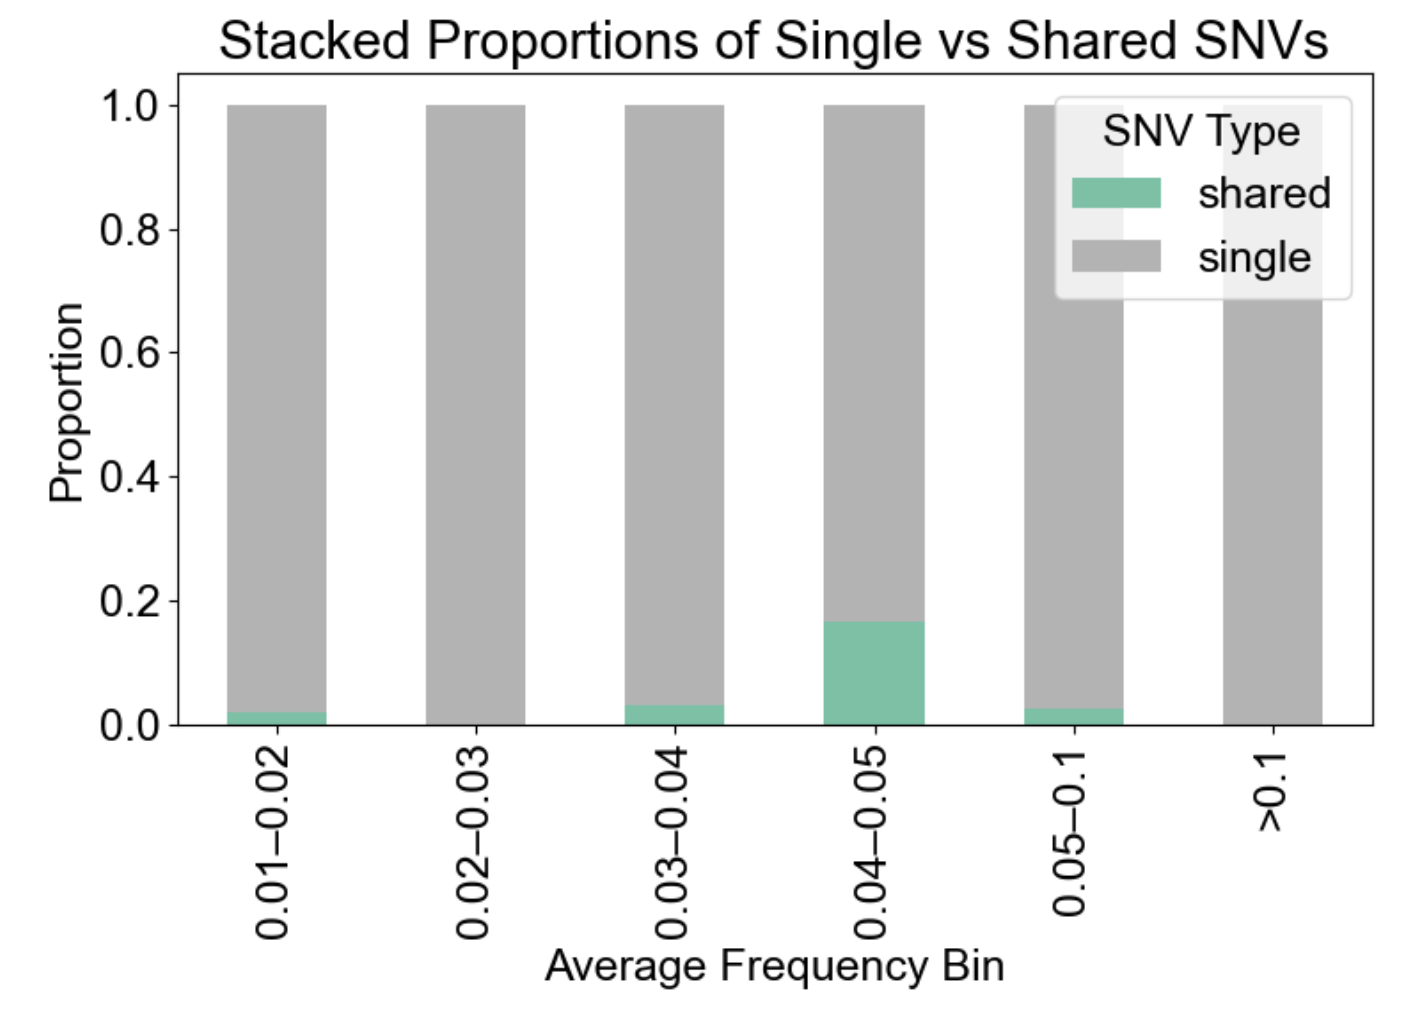 Stacked Proportions of Single vs Shared SNVs
1.0
0.8
0.6
0.4
0.2
0.0
Proportion
SNV Type
shared
single
0.01–0.02
0.02–0.03
0.03–0.04
0.04–0.05
0.05–0.1
>0.1
Average Frequency Bin